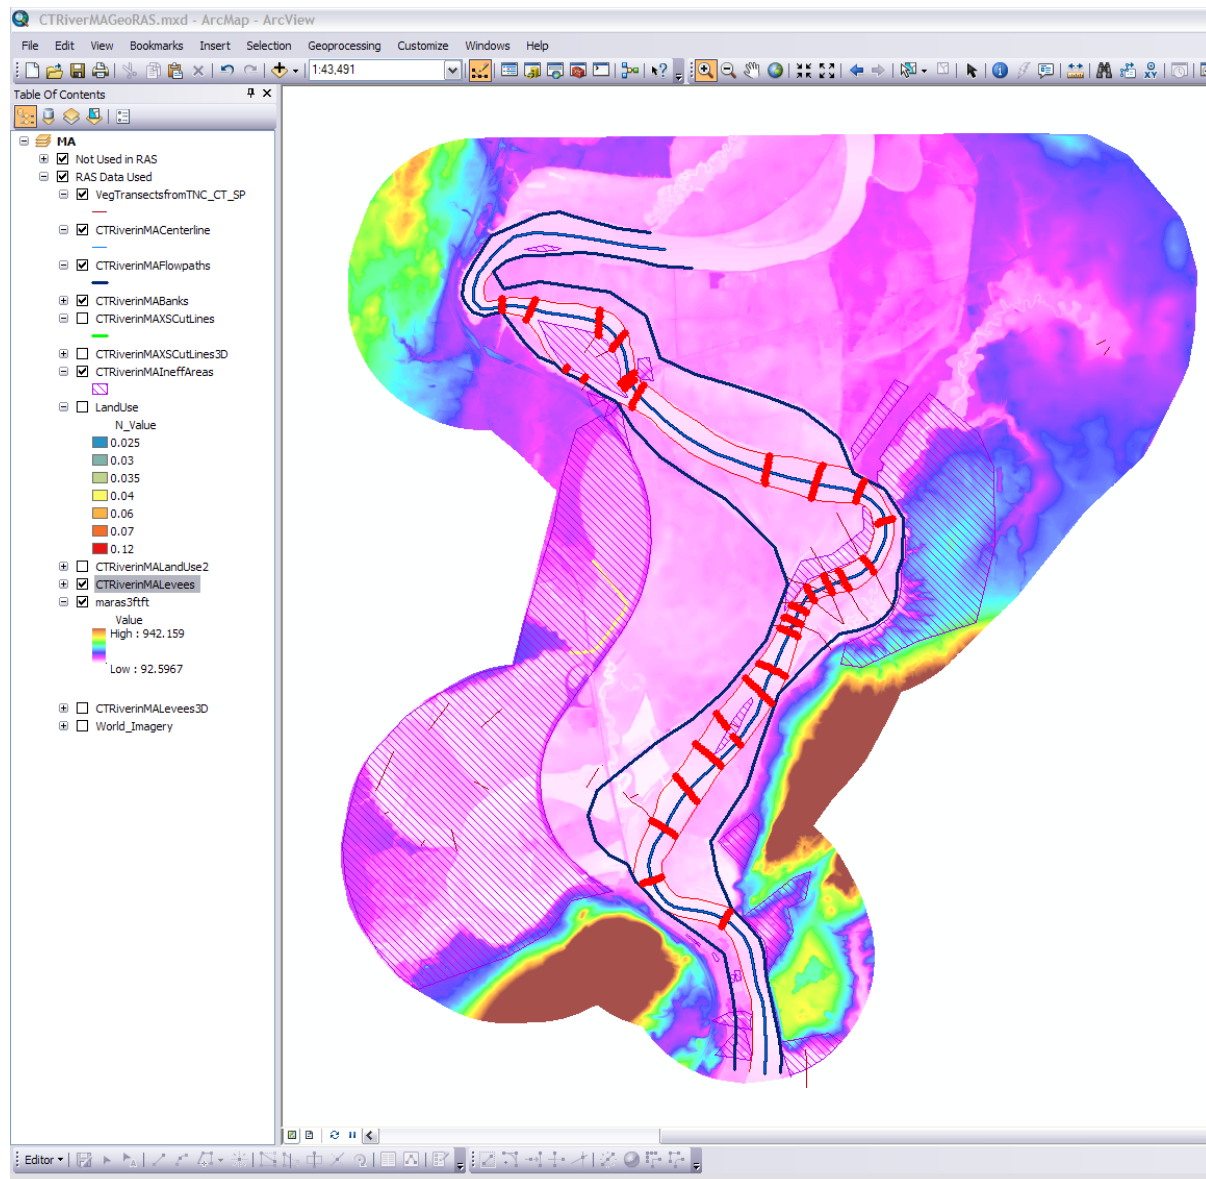 CTRiverMAGeoRAS.mxd - ArcMap - ArcView
File Edit View Bookmarks Insert Selection Geoprocessing Customize Windows Help
1:43,491
Table Of Contents
MA
Not Used in RAS
RAS Data Used
VegTransectsfromTNC_CT_SP
CTRiverinMACenterline
CTRiverinMAFlowpaths
CTRiverinMABanks
CTRiverinMAXSCutLines
CTRiverinMAXSCutLines3D
CTRiverinMAIneffAreas
LandUse
N_Value
0.025
0.03
0.035
0.04
0.06
0.07
0.12
CTRiverinMALandUse2
CTRiverinMALevees
maras3ftft
Value
High : 942.159
Low : 92.5967
CTRiverinMALevees3D
World_Imagery
Editor